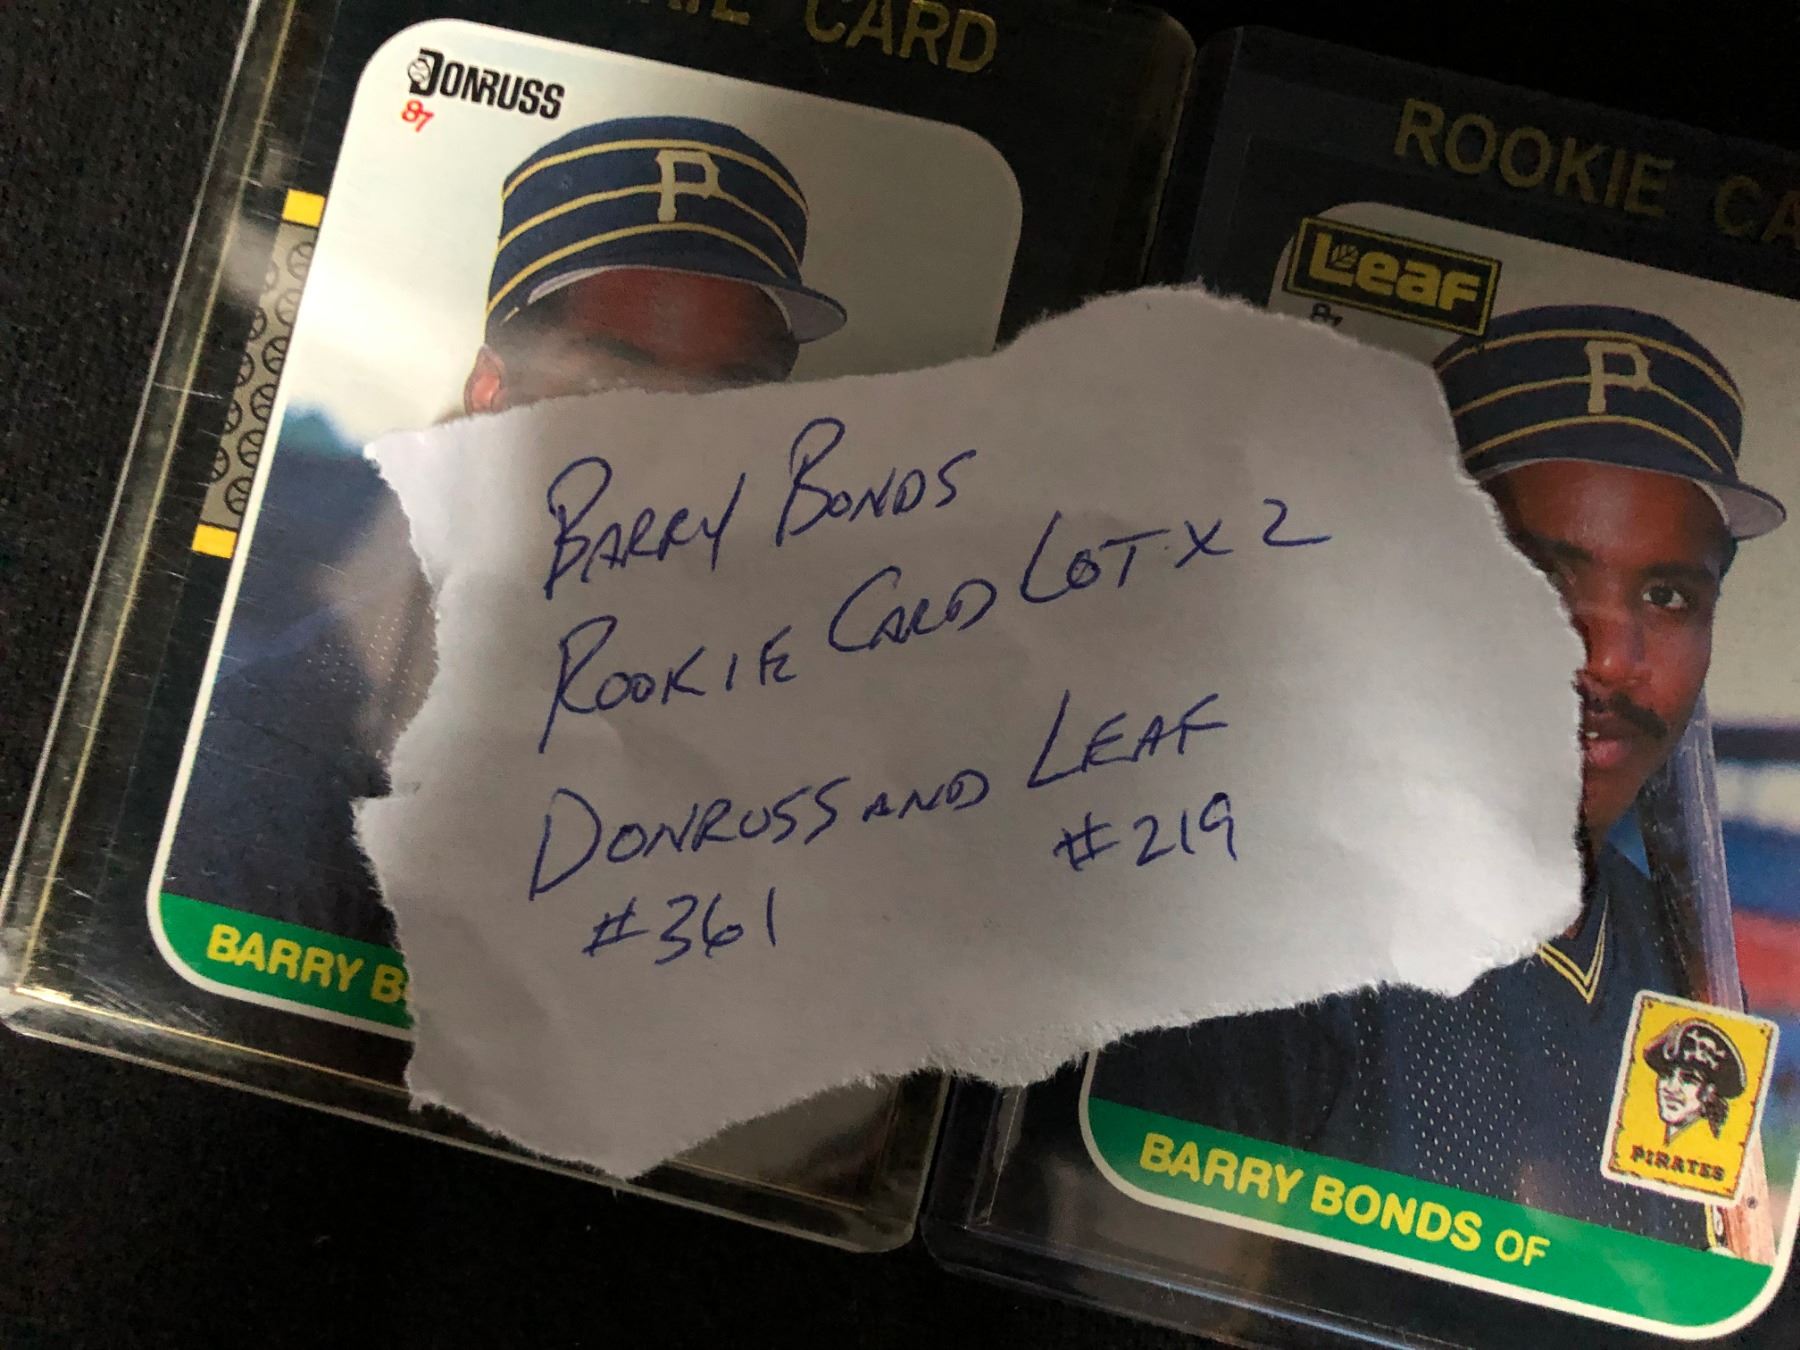 CARD
DONRUSS
87
ROOKIE
Leaf
87
P
P
BARRY BONDS
ROOKIE CARD LOT X 2
DONRUSS AND LEAF
#361 #219
BARRY B
PIRATES
BARRY BONDS OF